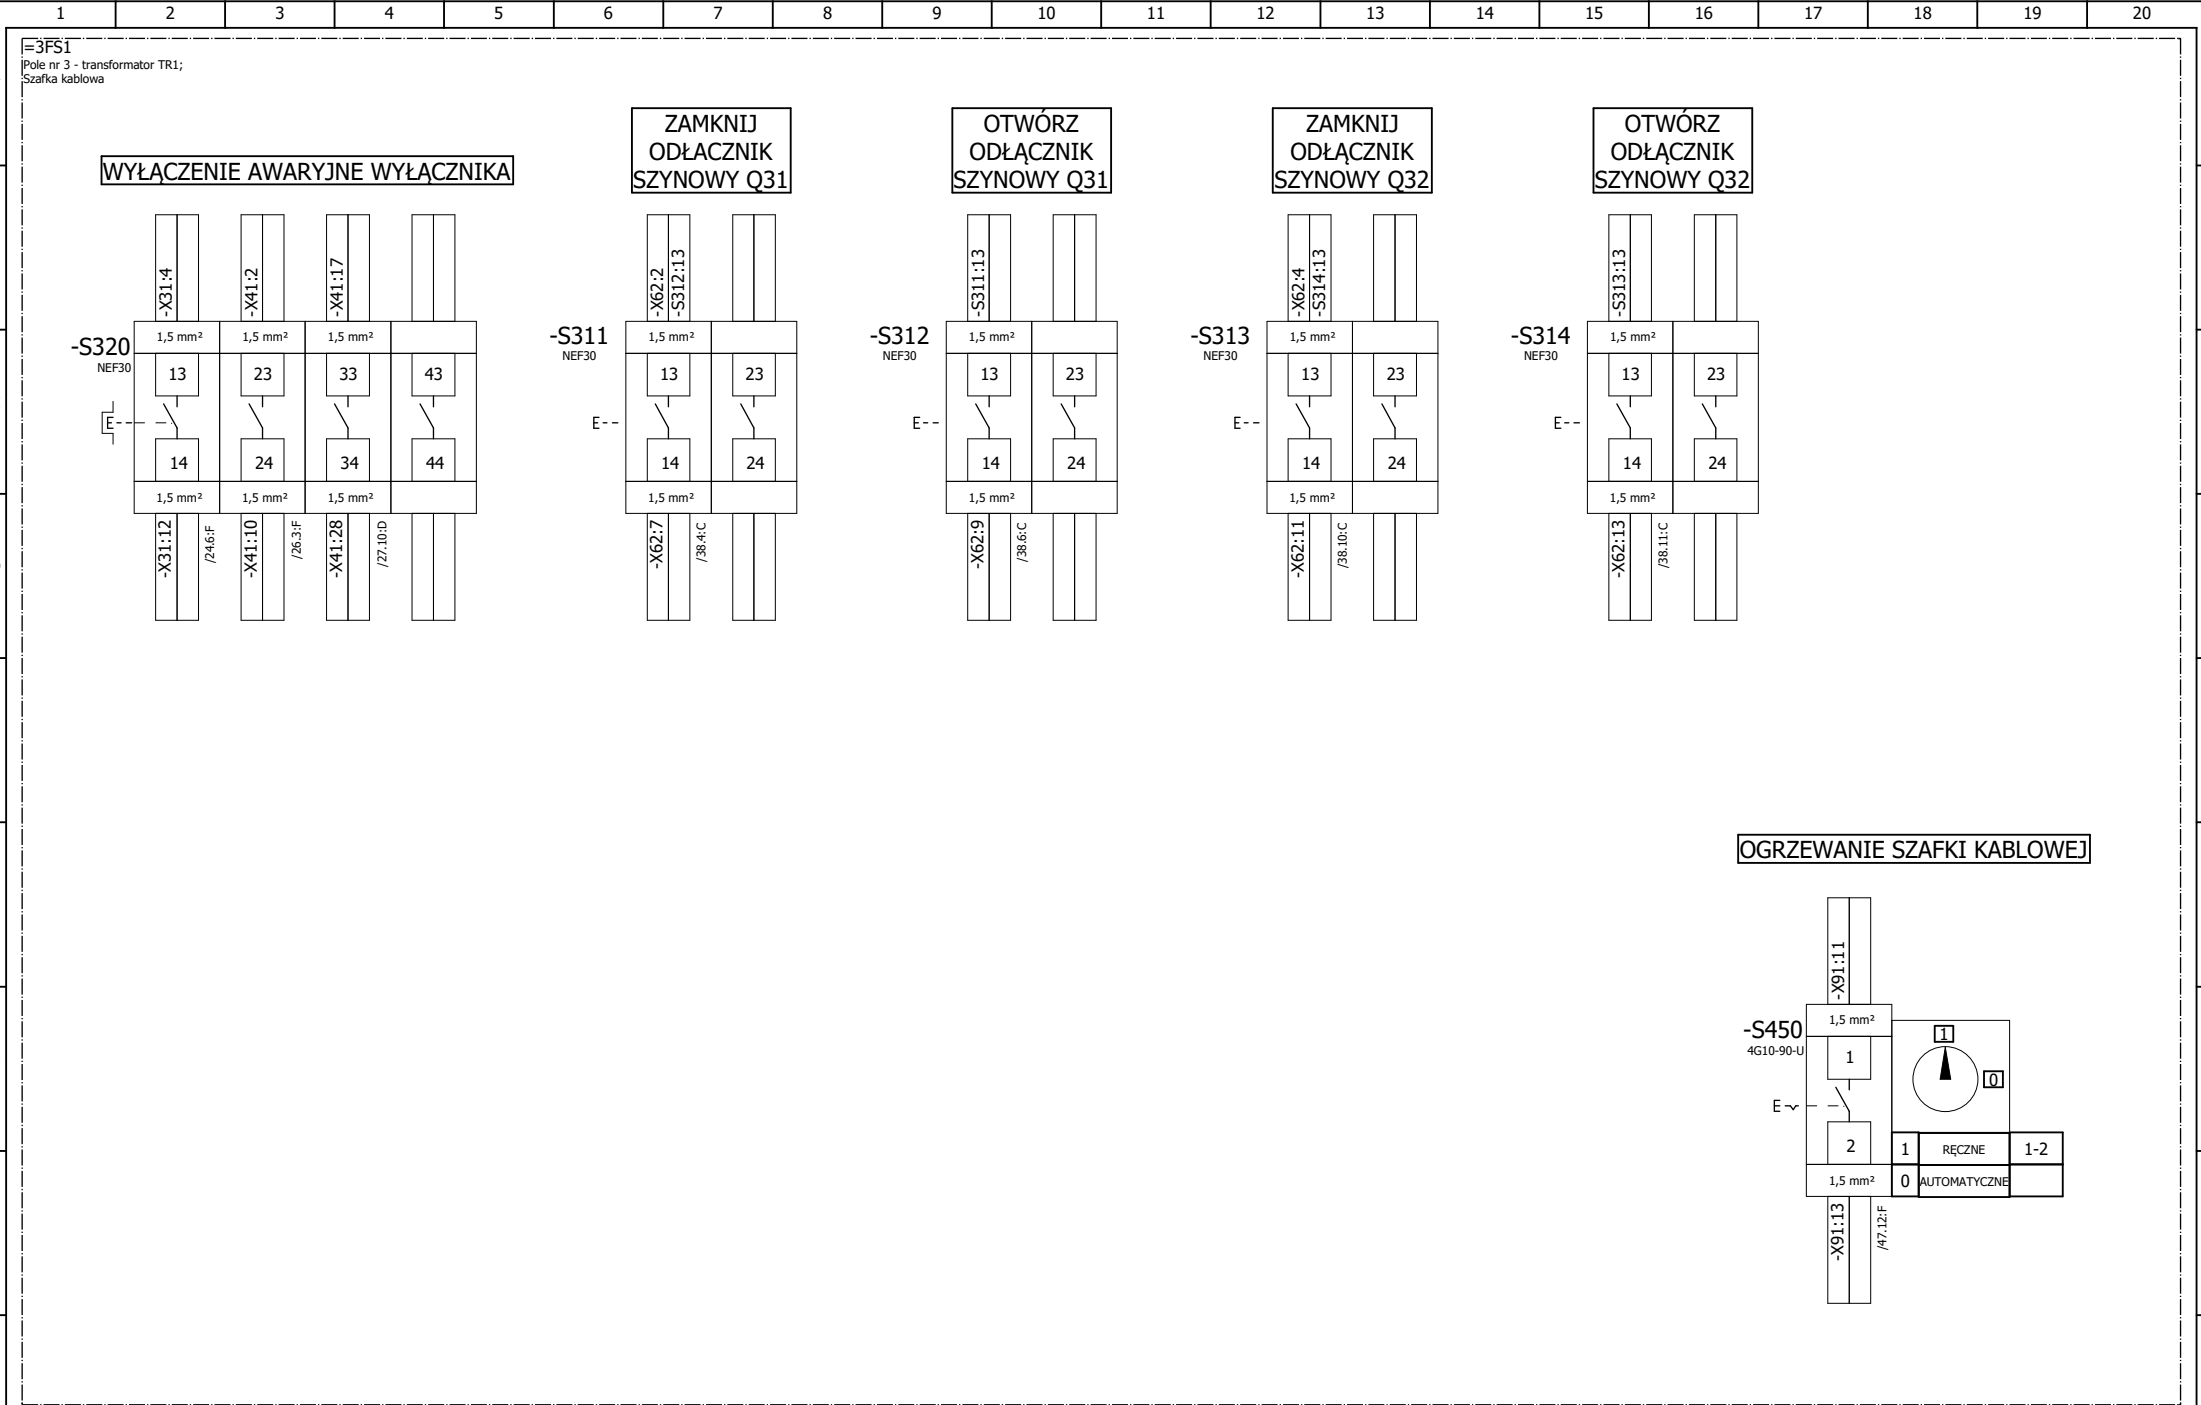 1 2 3 4 5 6 7 8 9 10 11 12 13 14 15 16 17 18 19 20
=3FS1
Pole nr 3 - transformator TR1;
Szafka kablowa
WYŁĄCZENIE AWARYJNE WYŁĄCZNIKA
ZAMKNIJ
ODŁACZNIK
SZYNOWY Q31
OTWÓRZ
ODŁĄCZNIK
SZYNOWY Q31
ZAMKNIJ
ODŁĄCZNIK
SZYNOWY Q32
OTWÓRZ
ODŁĄCZNIK
SZYNOWY Q32
-S320
NEF30
E
-X31:4
-X41:2
-X41:17
1,5 mm² 1,5 mm² 1,5 mm²
13 23 33 43
14 24 34 44
1,5 mm² 1,5 mm² 1,5 mm²
-X31:12
/24.6:F
-X41:10
/26.3:F
-X41:28
/27.10:D
-S311
NEF30
E
-X62:2
-S312:13
1,5 mm²
13 23
14 24
1,5 mm²
-X62:7
/38.4:C
-S312
NEF30
E
-S311:13
1,5 mm²
13 23
14 24
1,5 mm²
-X62:9
/38.6:C
-S313
NEF30
E
-X62:4
-S314:13
1,5 mm²
13 23
14 24
1,5 mm²
-X62:11
/38.10:C
-S314
NEF30
E
-S313:13
1,5 mm²
13 23
14 24
1,5 mm²
-X62:13
/38.11:C
OGRZEWANIE SZAFKI KABLOWEJ
-X91:11
-S450
4G10-90-U
1,5 mm²
1
E
2
1,5 mm²
-X91:13
/47.12:F
1
0
1 RĘCZNE 1-2
0 AUTOMATYCZNE